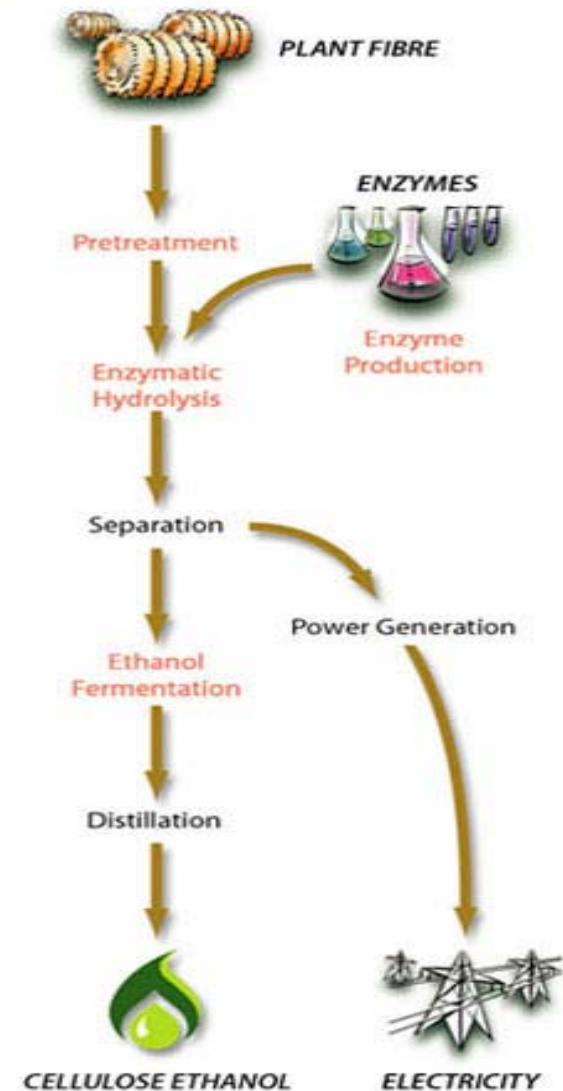 PLANT FIBRE
ENZYMES
Pretreatment
Enzyme
Production
Enzymatic
Hydrolysis
Separation
Power Generation
Ethanol
Fermentation
Distillation
CELLULOSE ETHANOL
ELECTRICITY